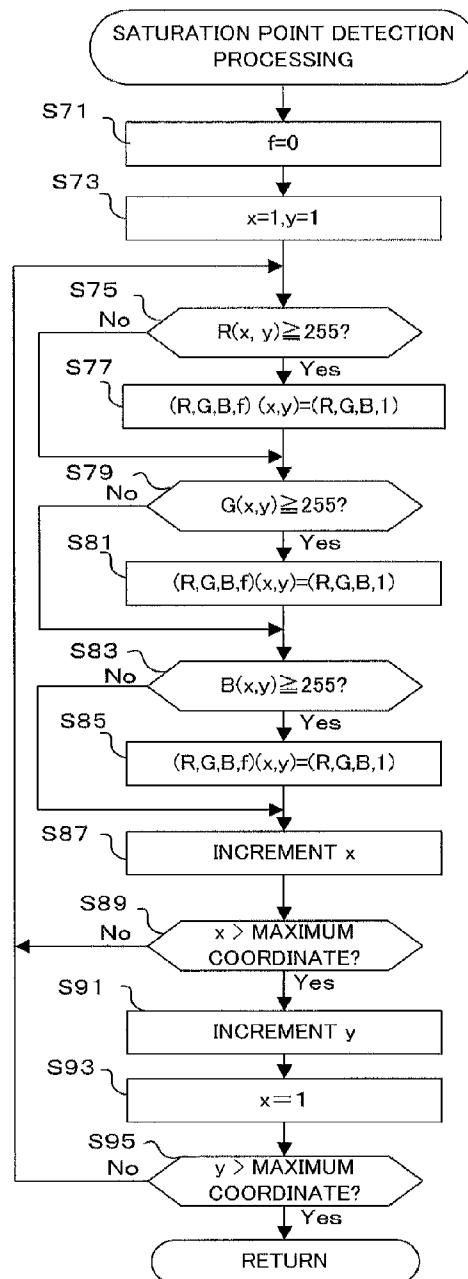 SATURATION POINT DETECTION
PROCESSING
S71
f=0
S73
x=1,y=1
S75
No
R(x, y)≧255?
Yes
S77
(R,G,B,f) (x,y)=(R,G,B,1)
S79
No
G(x,y)≧255?
Yes
S81
(R,G,B,f)(x,y)=(R,G,B,1)
S83
No
B(x,y)≧255?
Yes
S85
(R,G,B,f)(x,y)=(R,G,B,1)
S87
INCREMENT x
S89
No
x > MAXIMUM
COORDINATE?
Yes
S91
INCREMENT y
S93
x=1
S95
No
y > MAXIMUM
COORDINATE?
Yes
RETURN